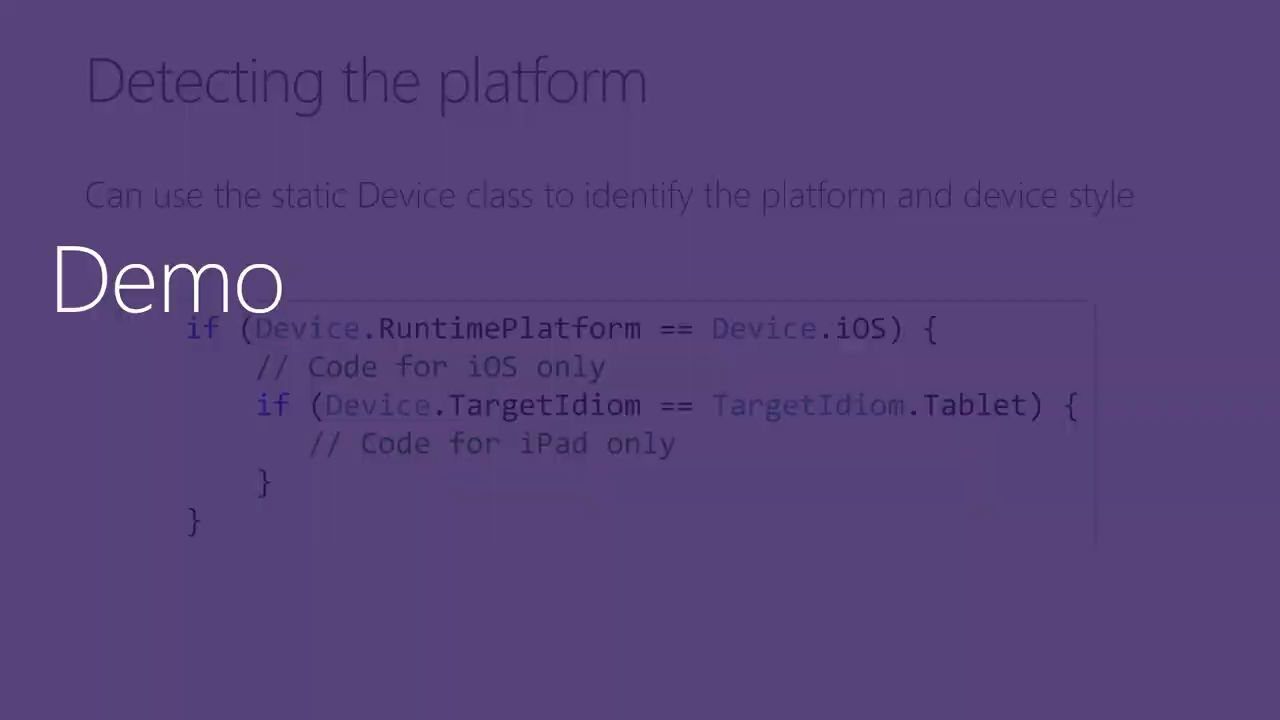 Detecting the platform
Can use the static Device class to identify the platform and device style
Demo
if (Device.RuntimePlatform == Device.iOS) {
// Code for iOS only
if (Device.TargetIdiom == TargetIdiom.Tablet) {
// Code for iPad only
}
}